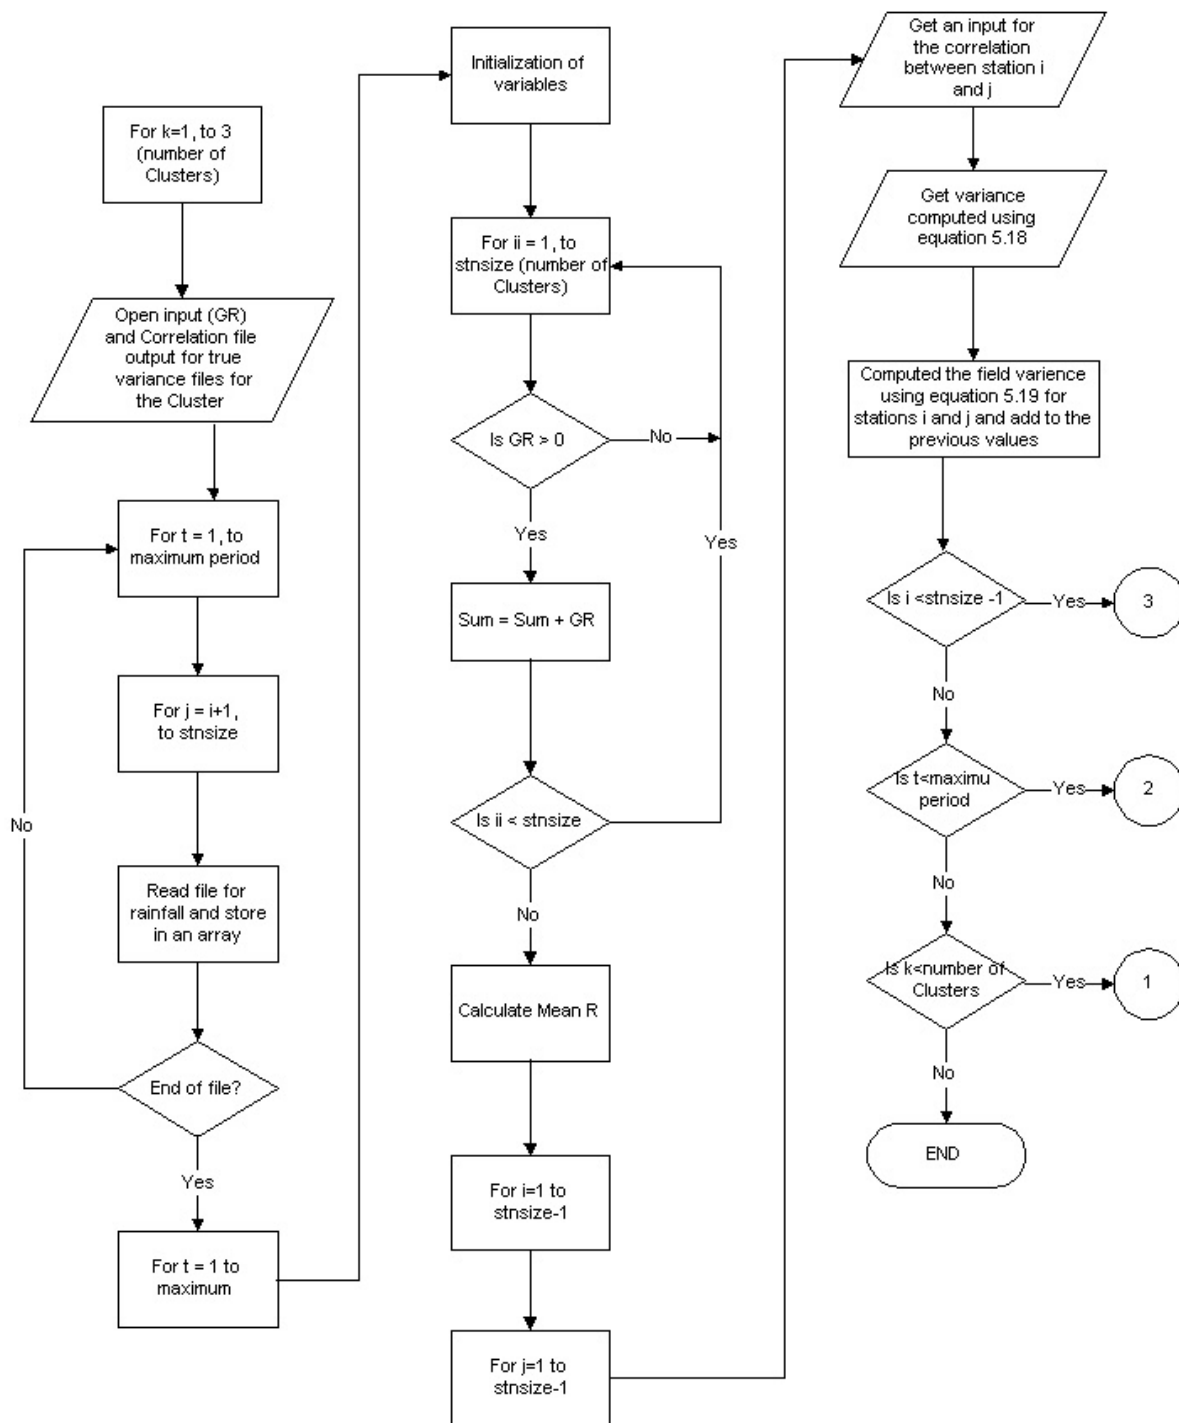 For k=1, to 3
(number of
Clusters)
Open input (GR)
and Correlation file
output for true
variance files for
the Cluster
For t = 1, to
maximum period
For j = i+1,
to stnsize
No
Read file for
rainfall and store
in an array
End of file?
Yes
For t = 1 to
maximum
Initialization of
variables
For ii = 1, to
stnsize (number of
Clusters)
Is GR > 0
No
Yes
Yes
Sum = Sum + GR
Is ii < stnsize
No
Calculate Mean R
For i=1 to
stnsize-1
For j=1 to
stnsize-1
Get an input for
the correlation
between station i
and j
Get variance
computed using
equation 5.18
Computed the field varience
using equation 5.19 for
stations i and j and add to the
previous values
Is i <stnsize -1
Yes
3
No
Is t<maximu
period
Yes
2
No
Is k<number of
Clusters
Yes
1
No
END